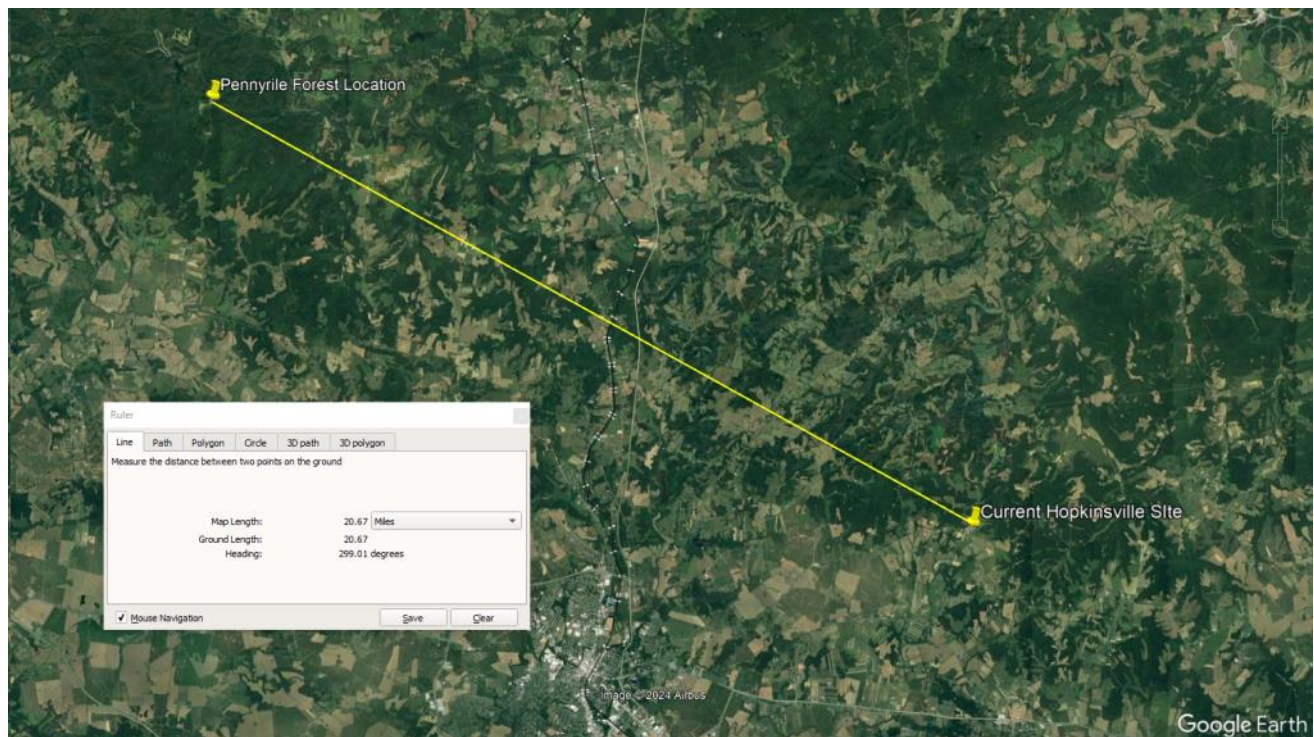 Pennyrile Forest Location
Ruler
Line Path Polygon Circle 3D path 3D polygon
Measure the distance between two points on the ground
Map Length: 20.67 Miles
Ground Length: 20.67
Heading: 299.01 degrees
Mouse Navigation Save Clear
Current Hopkinsville SIte
Image © 2024 Airbus
Google Earth